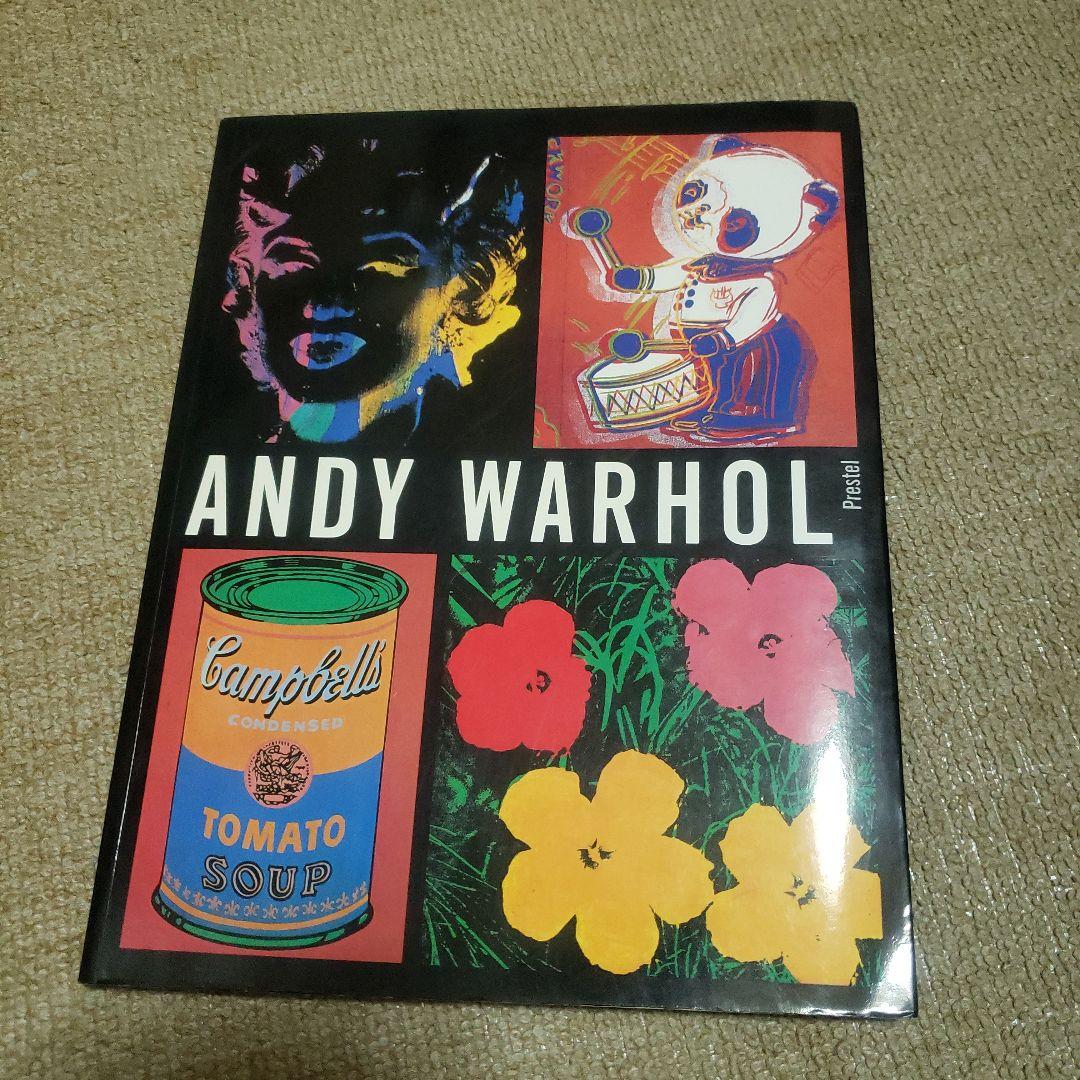 ANDY WARHOL
Prestel
Campbell's
CONDENSED
TOMATO
SOUP